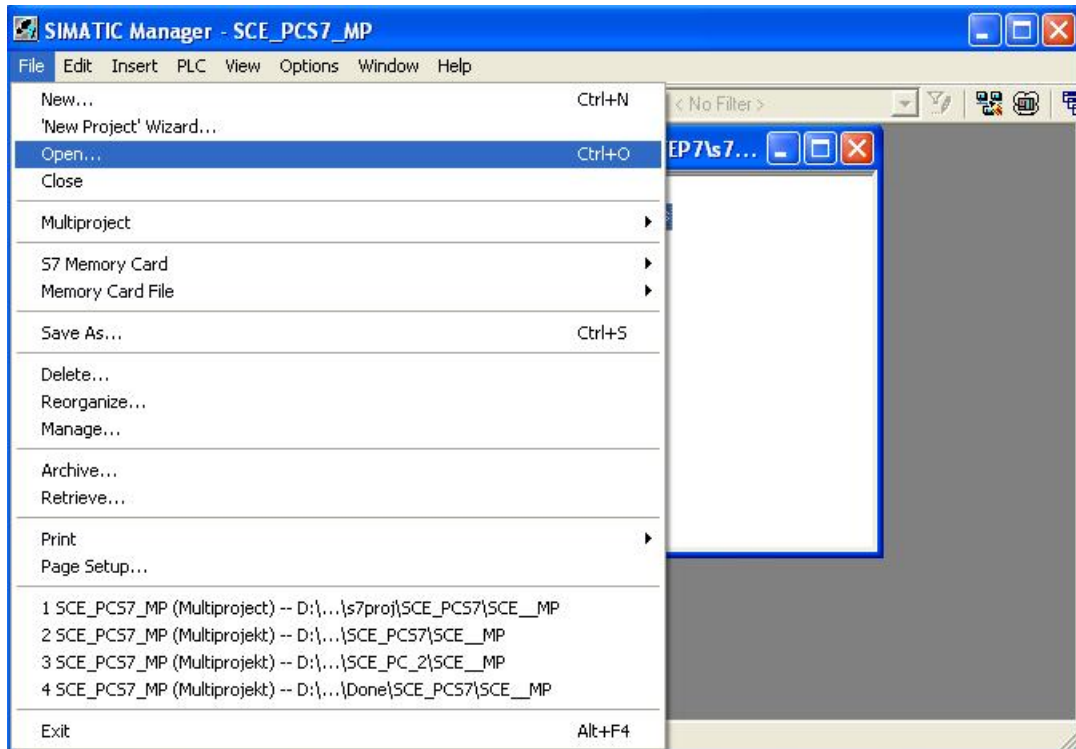 SIMATIC Manager - SCE_PCS7_MP
File Edit Insert PLC View Options Window Help
New... Ctrl+N
< No Filter >
'New Project' Wizard...
Open... Ctrl+O
EP7\s7...
Close
Multiproject
S7 Memory Card
Memory Card File
Save As... Ctrl+S
Delete...
Reorganize...
Manage...
Archive...
Retrieve...
Print
Page Setup...
1 SCE_PCS7_MP (Multiproject) -- D:\...\s7proj\SCE_PCS7\SCE__MP
2 SCE_PCS7_MP (Multiprojekt) -- D:\...\SCE_PCS7\SCE__MP
3 SCE_PCS7_MP (Multiprojekt) -- D:\...\SCE_PC_2\SCE__MP
4 SCE_PCS7_MP (Multiprojekt) -- D:\...\Done\SCE_PCS7\SCE__MP
Exit Alt+F4